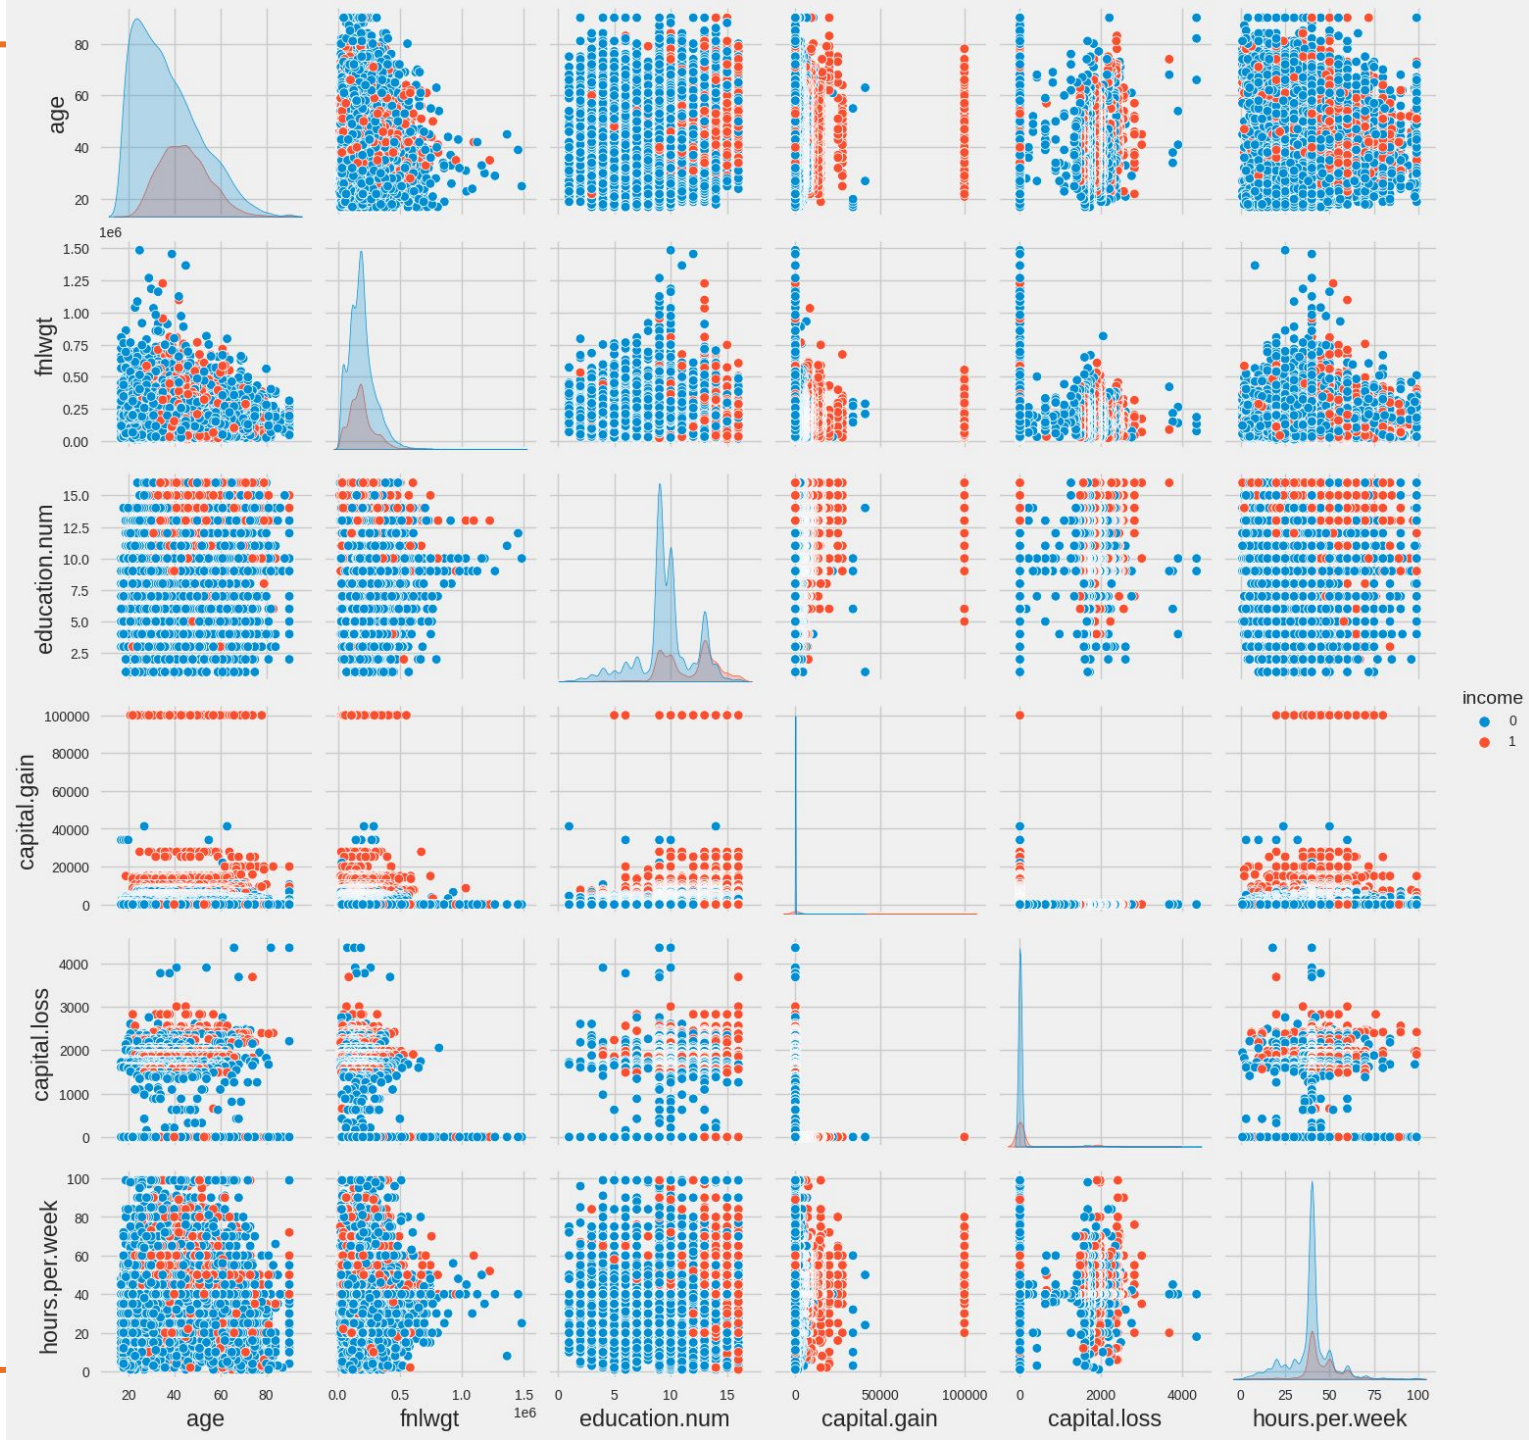 80
60
40
20
age
1e6
1.50
1.25
1.00
0.75
0.50
0.25
0.00
fnlwgt
15.0
12.5
10.0
7.5
5.0
2.5
education.num
100000
80000
60000
40000
20000
0
capital.gain
income
0
1
4000
3000
2000
1000
0
capital.loss
100
80
60
40
20
0
hours.per.week
20 40 60 80
0.0 0.5 1.0 1.5
0 5 10 15
0 50000 100000
0 2000 4000
0 25 50 75 100
1e6
age fnlwgt education.num capital.gain capital.loss hours.per.week